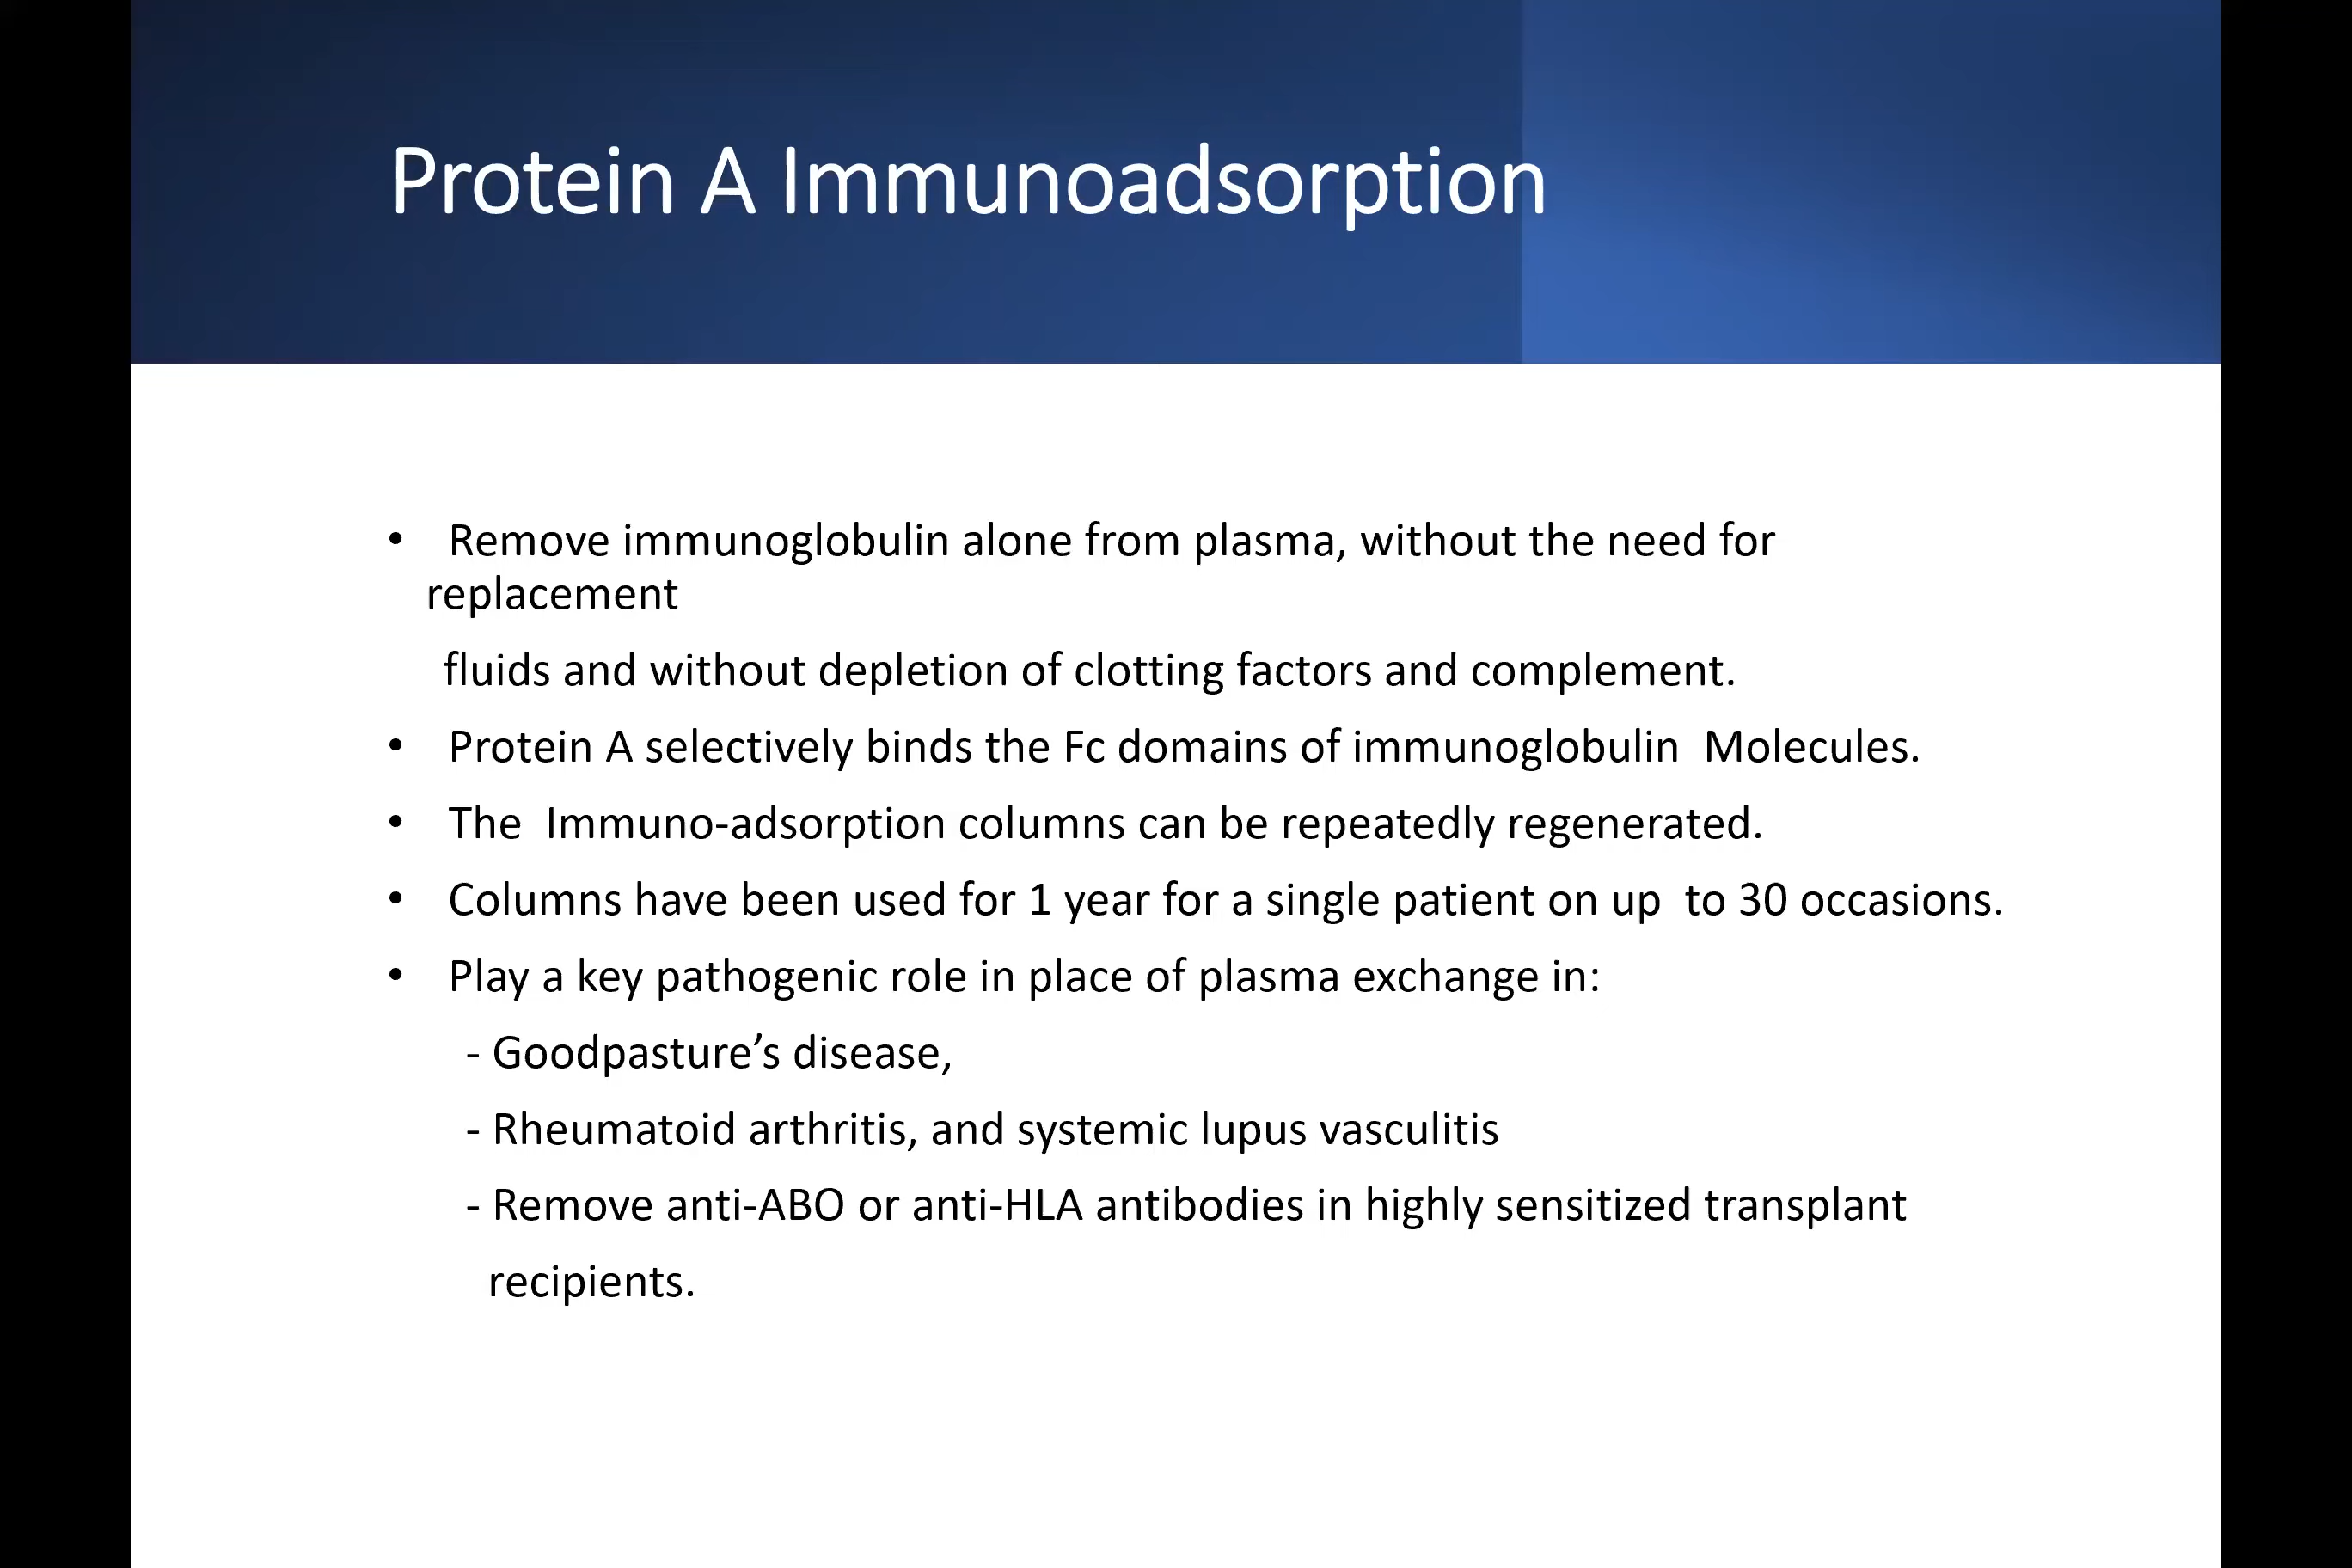 Protein A Immunoadsorption
• Remove immunoglobulin alone from plasma, without the need for
replacement
fluids and without depletion of clotting factors and complement.
• Protein A selectively binds the Fc domains of immunoglobulin  Molecules.
• The  Immuno-adsorption columns can be repeatedly regenerated.
• Columns have been used for 1 year for a single patient on up  to 30 occasions.
• Play a key pathogenic role in place of plasma exchange in:
- Goodpasture’s disease,
- Rheumatoid arthritis, and systemic lupus vasculitis
- Remove anti-ABO or anti-HLA antibodies in highly sensitized transplant
recipients.